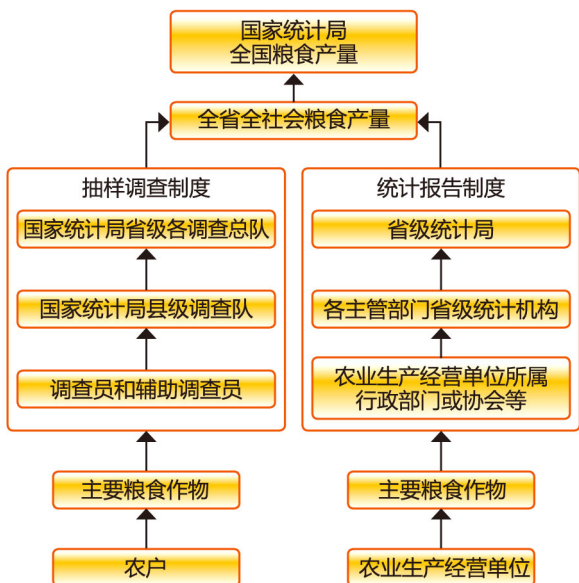 国家统计局
全国粮食产量
全省全社会粮食产量
抽样调查制度
国家统计局省级各调查总队
国家统计局县级调查队
调查员和辅助调查员
主要粮食作物
农户
统计报告制度
省级统计局
各主管部门省级统计机构
农业生产经营单位所属
行政部门或协会等
主要粮食作物
农业生产经营单位